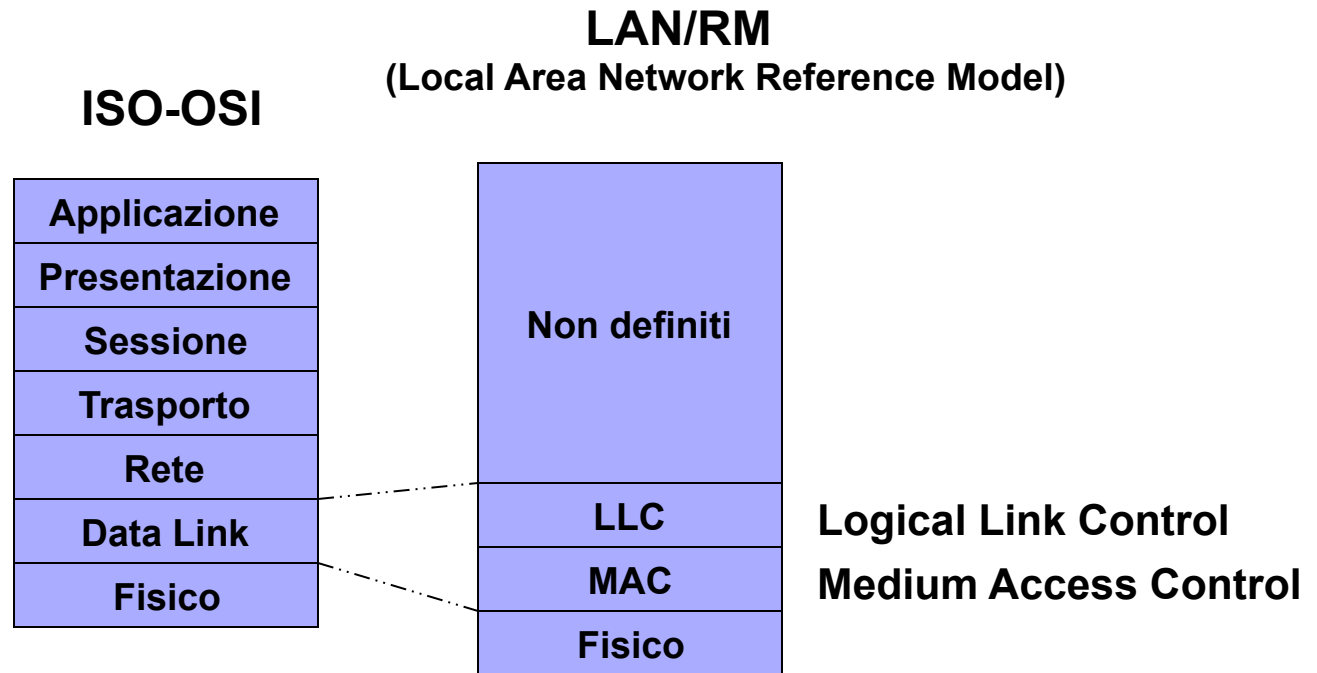 LAN/RM
(Local Area Network Reference Model)
ISO-OSI
Applicazione
Presentazione
Sessione
Trasporto
Rete
Data Link
Fisico
Non definiti
LLC
MAC
Fisico
Logical Link Control
Medium Access Control